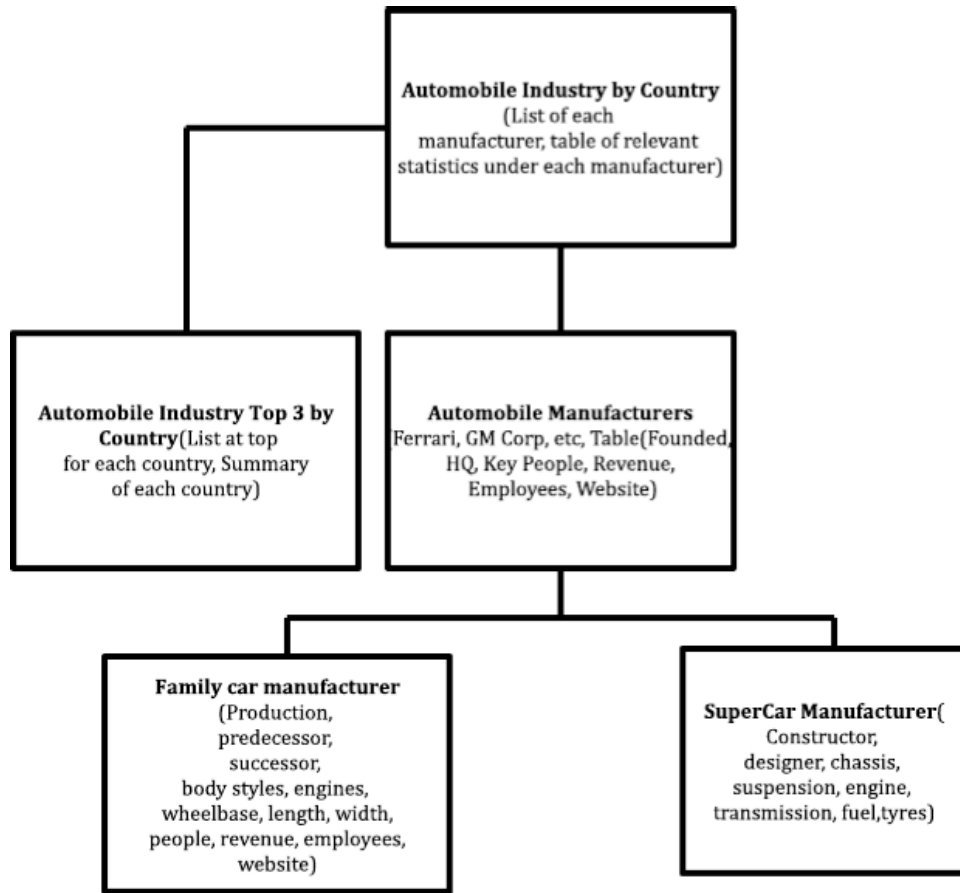 Automobile Industry by Country
(List of each
manufacturer, table of relevant
statistics under each manufacturer)
Automobile Industry Top 3 by
Country(List at top
for each country, Summary
of each country)
Automobile Manufacturers
(Ferrari, GM Corp, etc, Table(Founded,
HQ, Key People, Revenue,
Employees, Website)
Family car manufacturer
(Production,
predecessor,
successor,
body styles, engines,
wheelbase, length, width,
people, revenue, employees,
website)
SuperCar Manufacturer(
Constructor,
designer, chassis,
suspension, engine,
transmission, fuel,tyres)